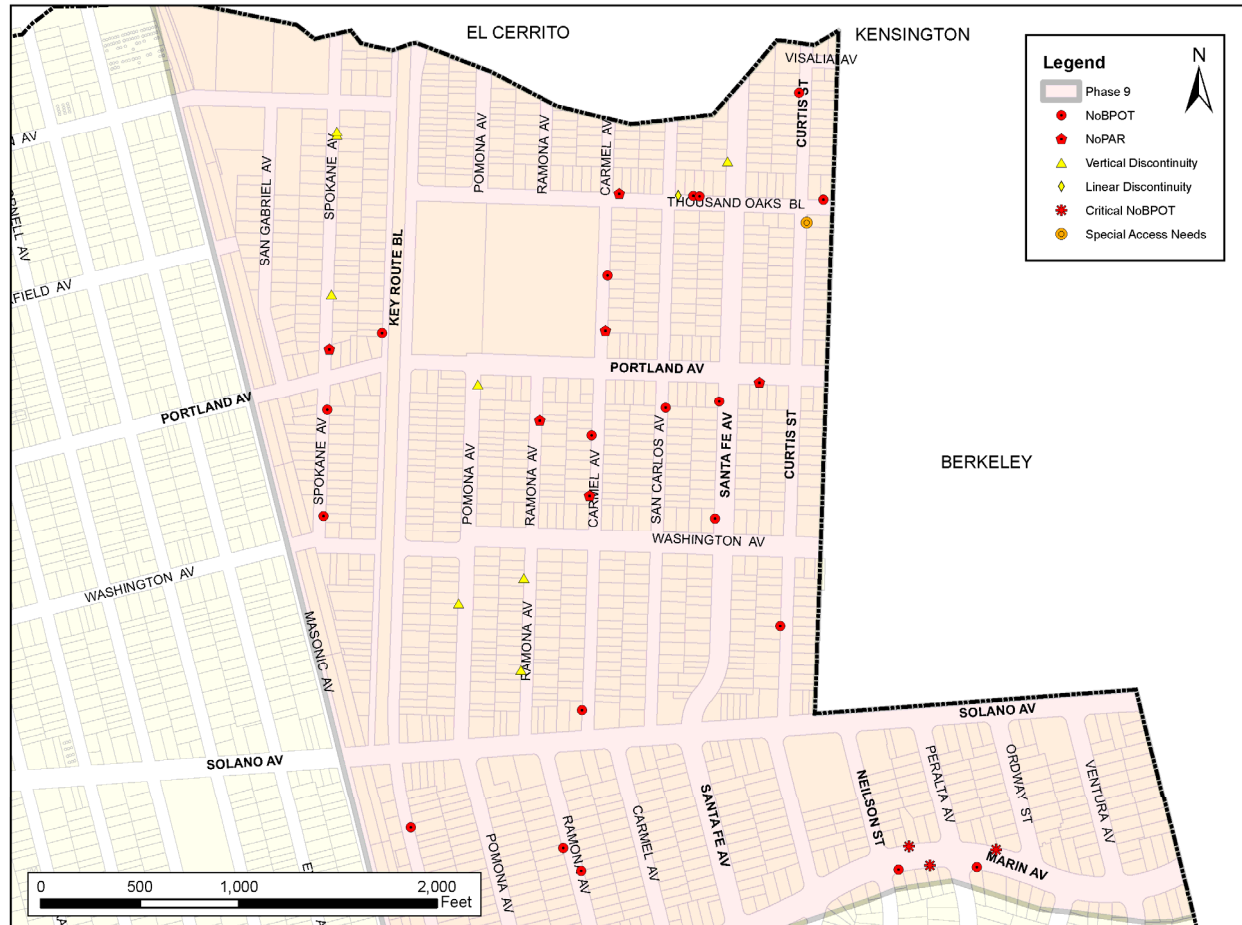 EL CERRITO
KENSINGTON
VISALIA AV
Legend
Phase 9
NoBPOT
NoPAR
Vertical Discontinuity
Linear Discontinuity
Critical NoBPOT
Special Access Needs
N
AV
SPOKANE AV
POMONA AV
RAMONA AV
CARMEL AV
CURTIS ST
SAN GABRIEL AV
THOUSAND OAKS BL
KEY ROUTE BL
PORTLAND AV
PORTLAND AV
SPOKANE AV
POMONA AV
RAMONA AV
CARMEL AV
SAN CARLOS AV
SANTA FE AV
CURTIS ST
BERKELEY
WASHINGTON AV
WASHINGTON AV
MASONIC AV
RAMONA AV
SOLANO AV
SOLANO AV
POMONA AV
RAMONA AV
CARMEL AV
SANTA FE AV
NEILSON ST
PERALTA AV
ORDWAY ST
VENTURA AV
MARIN AV
0 500 1,000 2,000
Feet